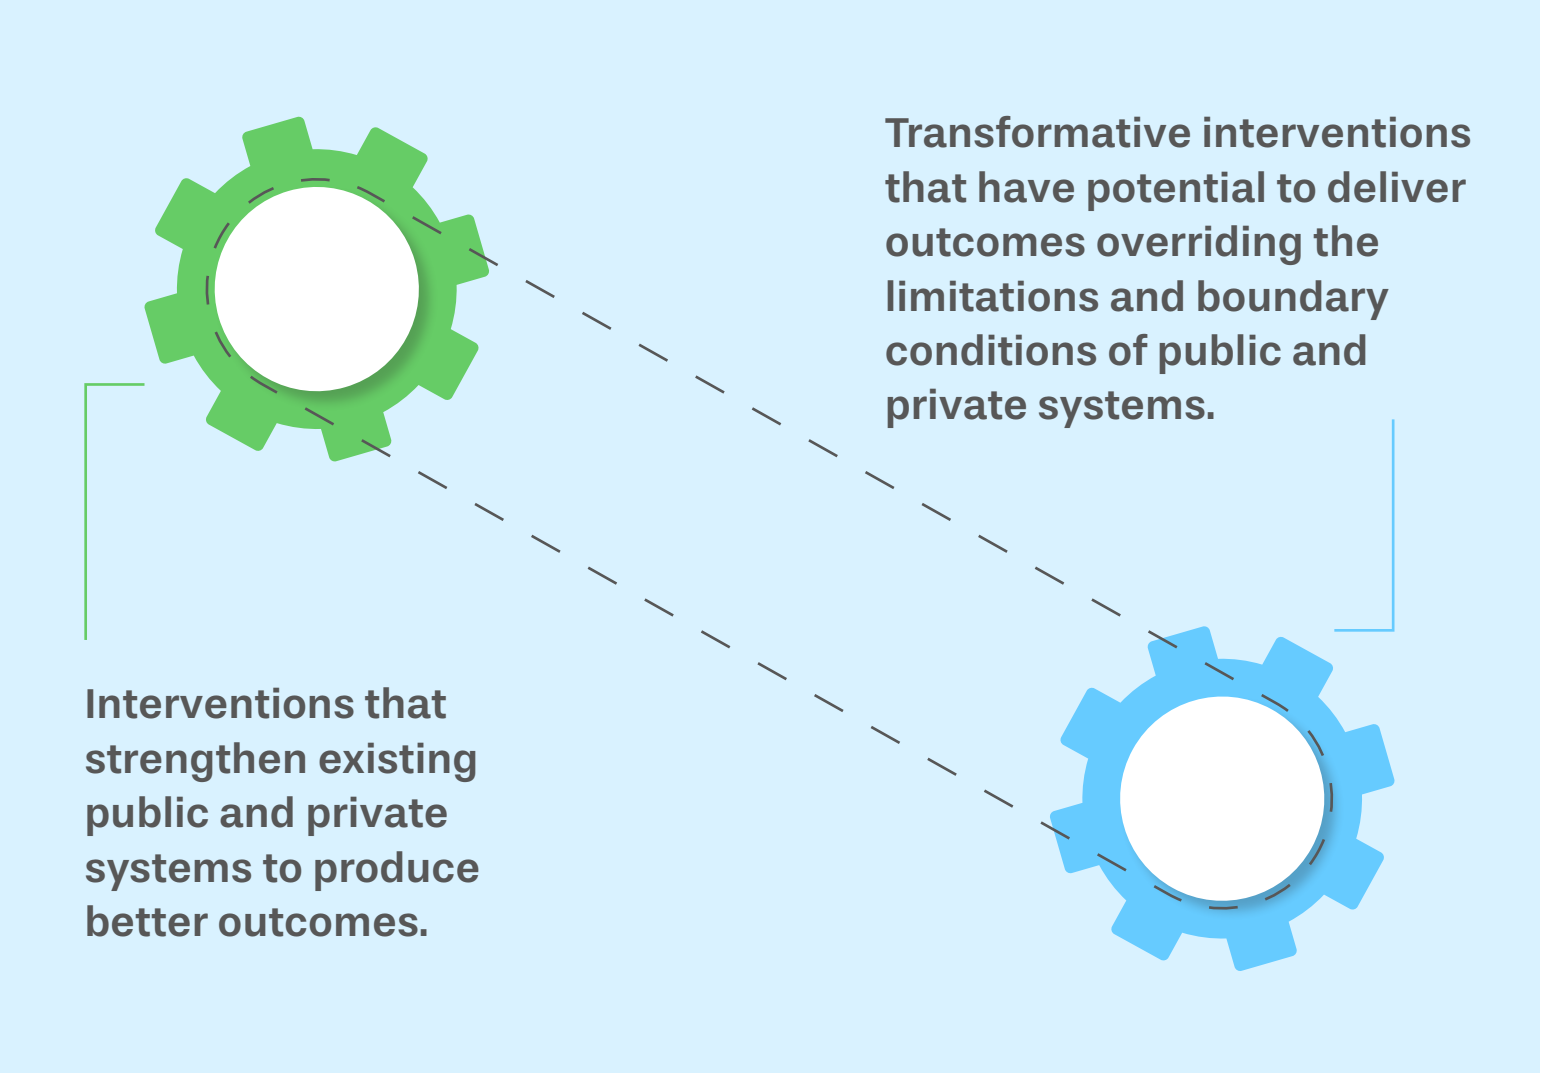 Transformative interventions
that have potential to deliver
outcomes overriding the
limitations and boundary
conditions of public and
private systems.
Interventions that
strengthen existing
public and private
systems to produce
better outcomes.